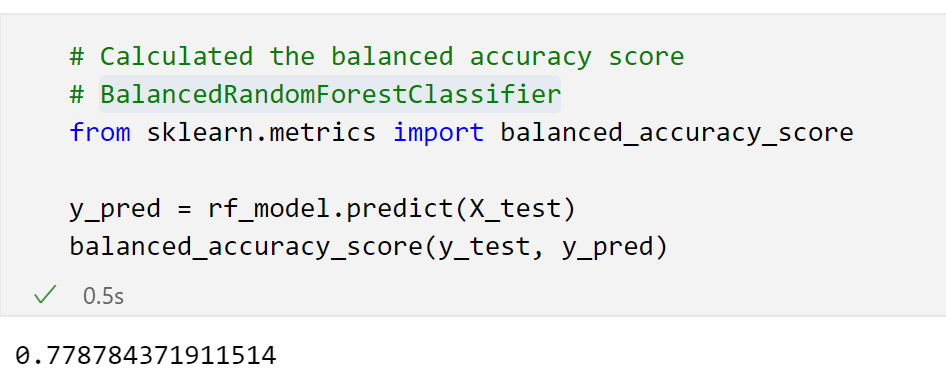 # Calculated the balanced accuracy score
# BalancedRandomForestClassifier
from sklearn.metrics import balanced_accuracy_score
y_pred = rf_model.predict(X_test)
balanced_accuracy_score(y_test, y_pred)
0.5s
0.778784371911514